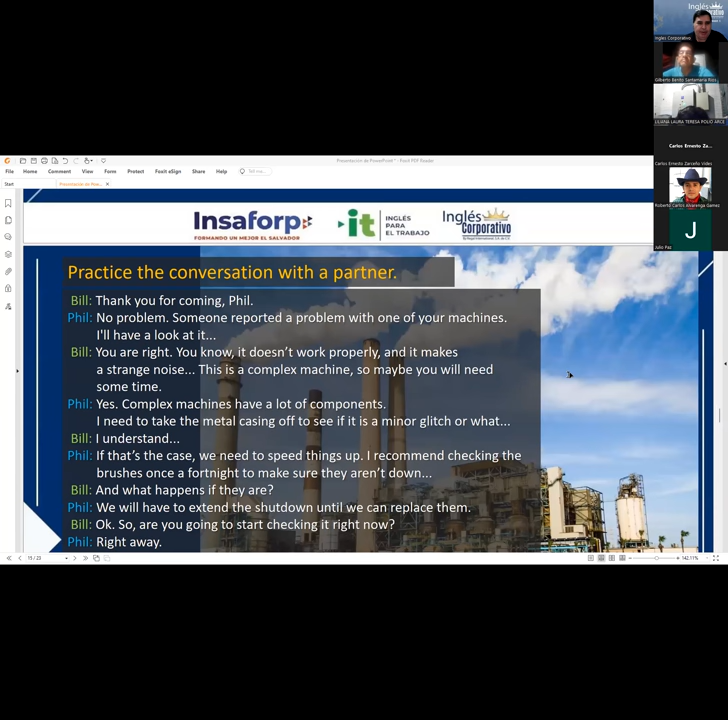 Inglés
Corporativo
Ingles Corporativo
Gilberto Benito Santamaria Rios
LILIANA LAURA TERESA POLIO ARCE
Carlos Ernesto Za...
Carlos Ernesto Zarceño Vides
Roberto Carlos Alvarenga Gamez
J
Julio Paz
Presentación de PowerPoint - Foxit PDF Reader
File Home Comment View Form Protect Foxit eSign Share Help Tell me...
Start
Presentación de Pow...
Insaforp
FORMANDO UN MEJOR EL SALVADOR
it
INGLÉS
PARA
EL TRABAJO
Inglés
Corporativo
Practice the conversation with a partner.
Bill: Thank you for coming, Phil.
Phil: No problem. Someone reported a problem with one of your machines.
I'll have a look at it...
Bill: You are right. You know, it doesn't work properly, and it makes
a strange noise... This is a complex machine, so maybe you will need
some time.
Phil: Yes. Complex machines have a lot of components.
I need to take the metal casing off to see if it is a minor glitch or what...
Bill: I understand...
Phil: If that's the case, we need to speed things up. I recommend checking the
brushes once a fortnight to make sure they aren't down...
Bill: And what happens if they are?
Phil: We will have to extend the shutdown until we can replace them.
Bill: Ok. So, are you going to start checking it right now?
Phil: Right away.
15 / 23
142.11%